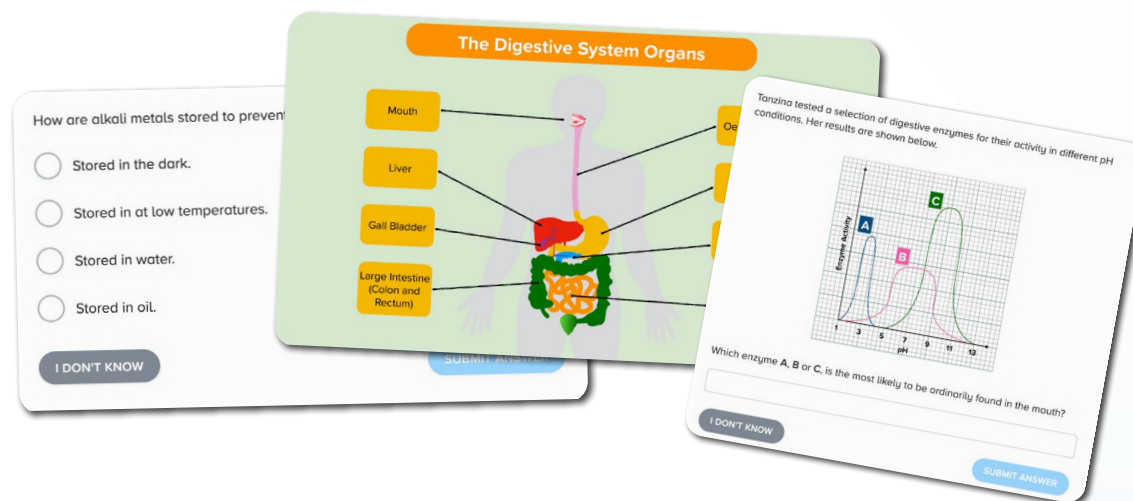 How are alkali metals stored to prevent
Stored in the dark.
Stored in at low temperatures.
Stored in water.
Stored in oil.
I DON'T KNOW
SUBMIT ANSWER
The Digestive System Organs
Mouth
Liver
Gall Bladder
Large Intestine
(Colon and
Rectum)
Oe
Tanzina tested a selection of digestive enzymes for their activity in different pH
conditions. Her results are shown below.
Enzyme Activity
A
B
C
1 3 5 7 9 11 13
pH
Which enzyme A, B or C, is the most likely to be ordinarily found in the mouth?
I DON'T KNOW
SUBMIT ANSWER